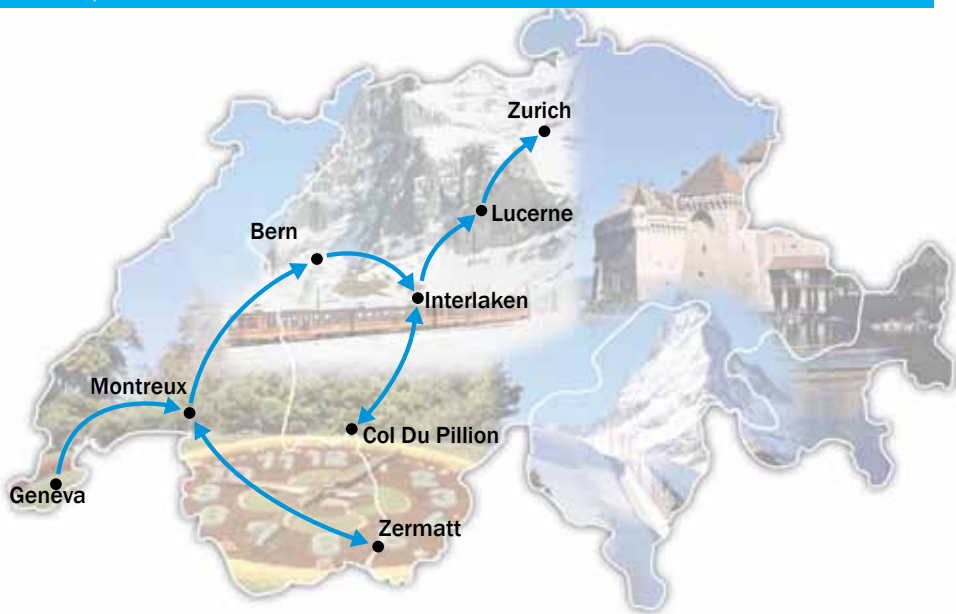 Zurich
Lucerne
Bern
Interlaken
Montreux
Col Du Pillion
Geneva
Zermatt